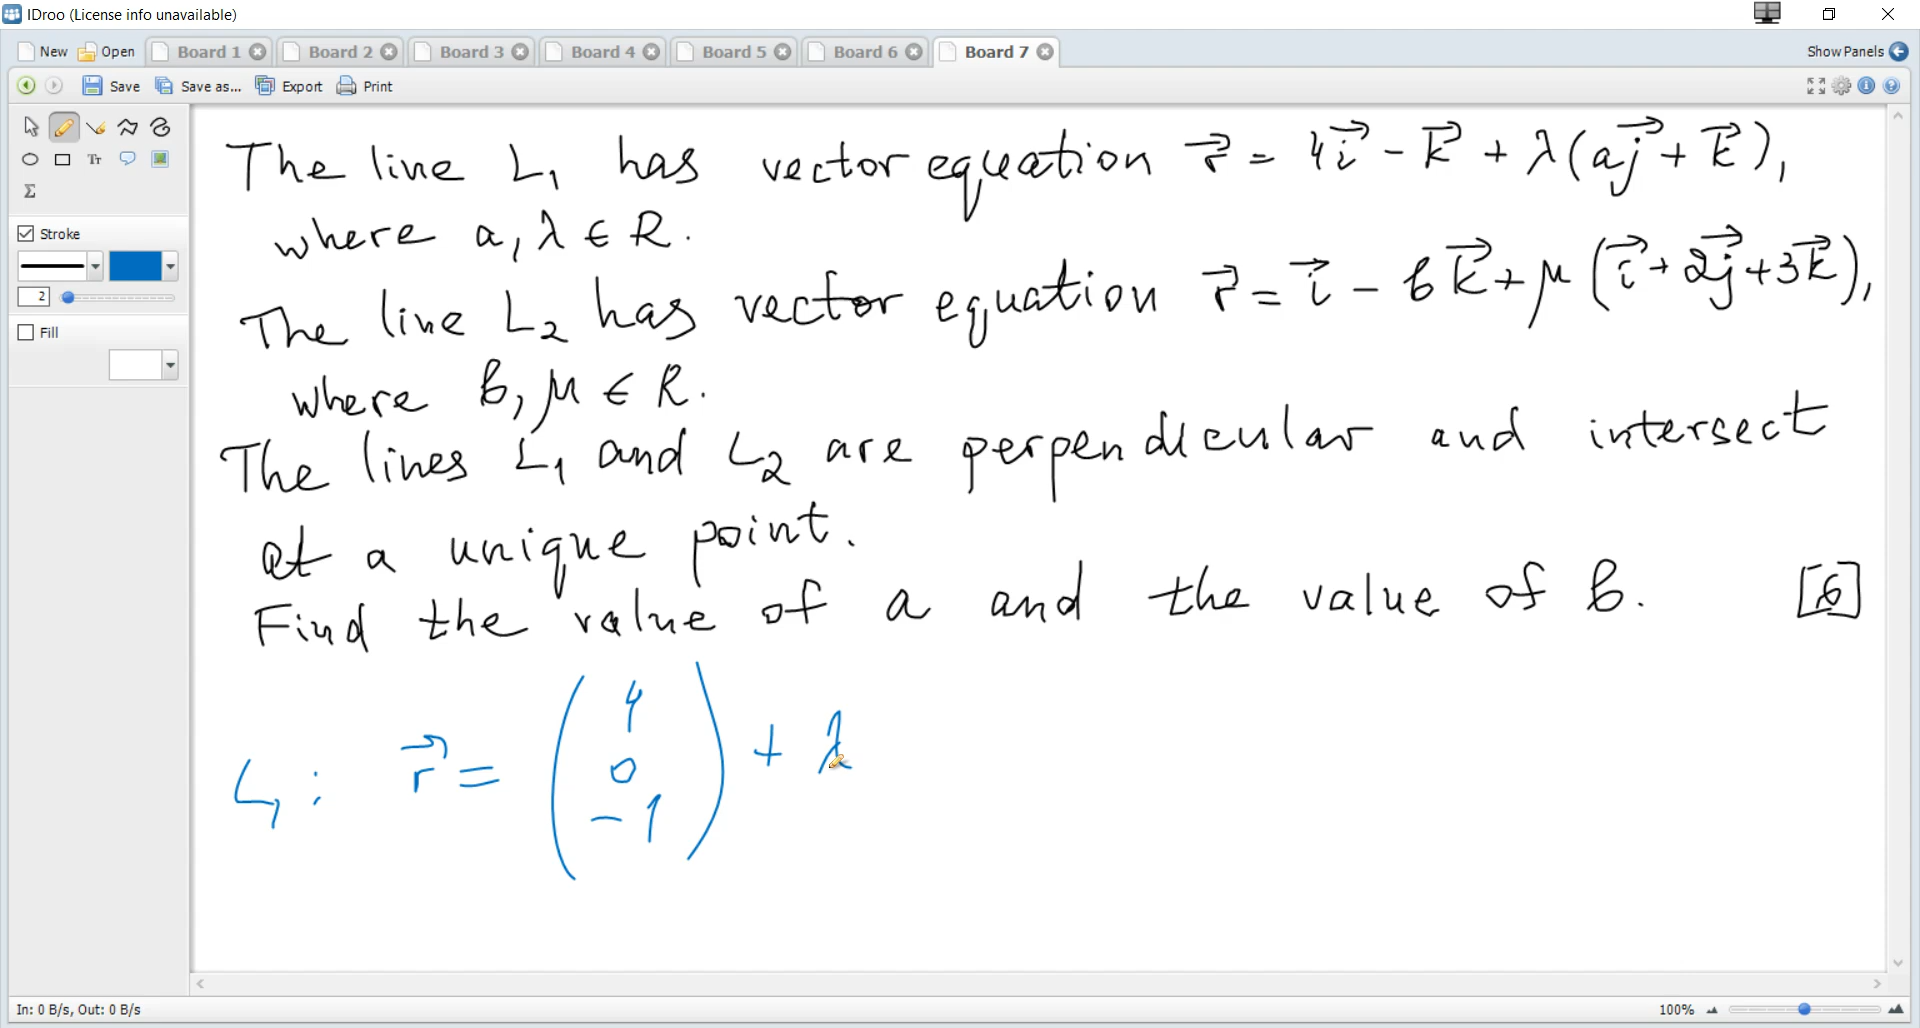 IDroo (License info unavailable)
New Open Board 1 Board 2 Board 3 Board 4 Board 5 Board 6 Board 7 Show Panels
Save Save as... Export Print
Tt
Σ
Stroke
2
Fill
The line L₁ has vector equation r⃗ = 4i⃗ - k⃗ + λ(aj⃗ + k⃗),
where a, λ ∈ R.
The line L₂ has vector equation r⃗ = i⃗ - bk⃗ + μ(i⃗ + 2j⃗ + 3k⃗),
where b, μ ∈ R.
The lines L₁ and L₂ are perpendicular and intersect
at a unique point.
Find the value of a and the value of b. [6]
L₁: r⃗ = (4 0 -1) + λ
In: 0 B/s, Out: 0 B/s 100%